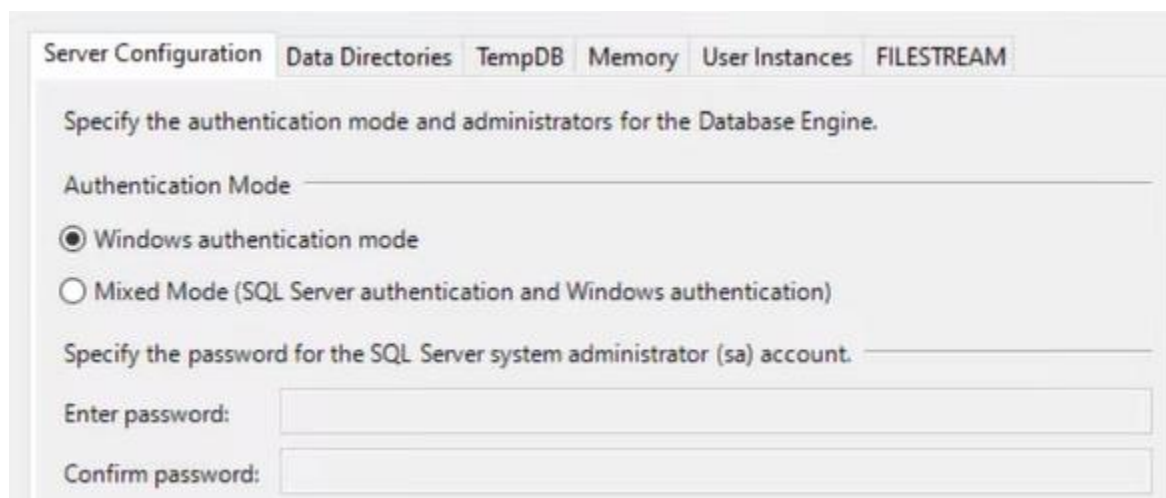 Server Configuration Data Directories TempDB Memory User Instances FILESTREAM
Specify the authentication mode and administrators for the Database Engine.
Authentication Mode
Windows authentication mode
Mixed Mode (SQL Server authentication and Windows authentication)
Specify the password for the SQL Server system administrator (sa) account.
Enter password:
Confirm password: